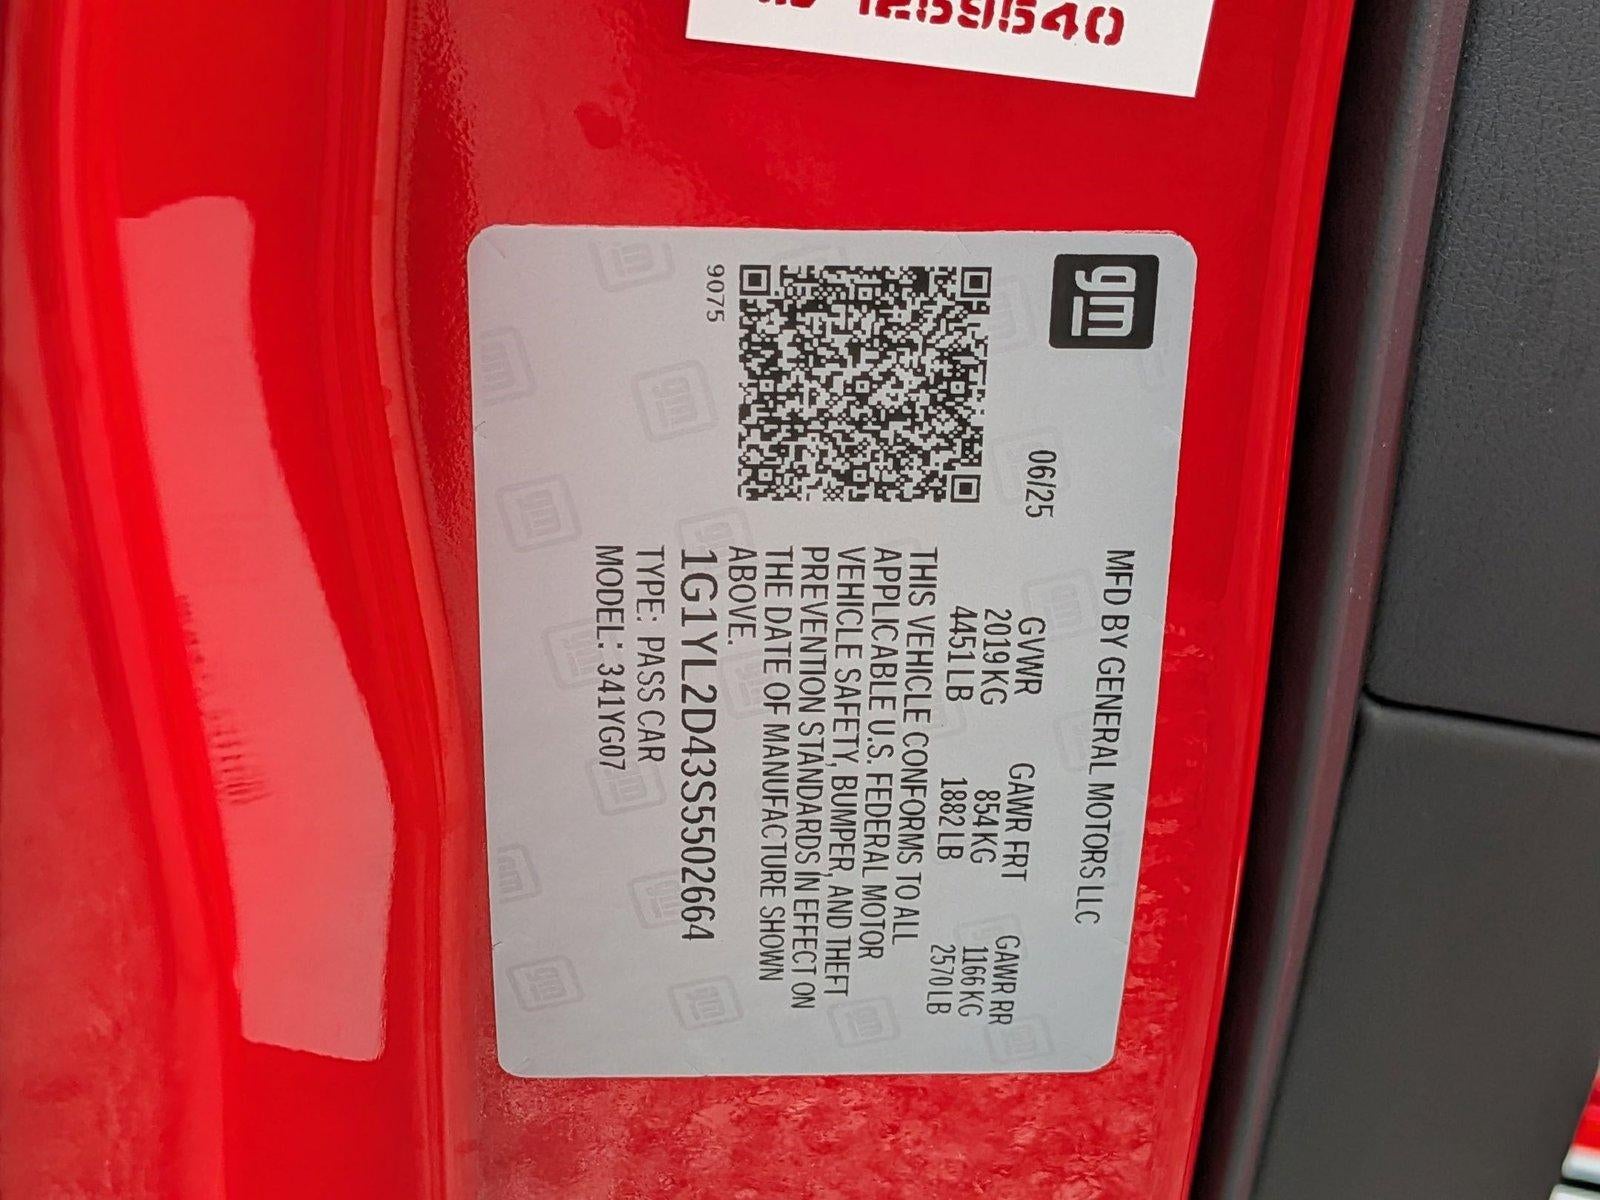 1269540
gm
MFD BY GENERAL MOTORS LLC
06/25
GVWR GAWR FRT GAWR RR
2019KG 854KG 1166KG
4451LB 1882LB 2570LB
THIS VEHICLE CONFORMS TO ALL
APPLICABLE U.S. FEDERAL MOTOR
VEHICLE SAFETY, BUMPER, AND THEFT
PREVENTION STANDARDS IN EFFECT ON
THE DATE OF MANUFACTURE SHOWN
ABOVE.
9075
1G1YL2D43S5502664
TYPE: PASS CAR
MODEL: 341YG07